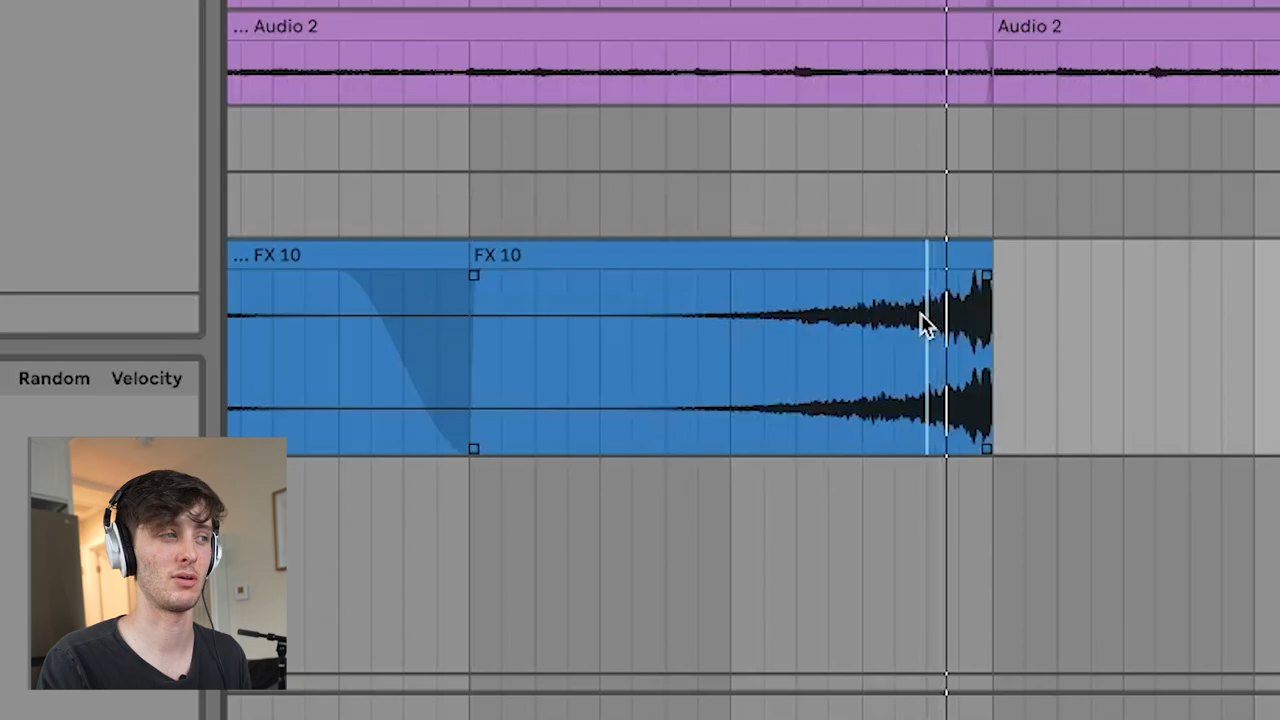 ... Audio 2
Audio 2
... FX 10
FX 10
Random
Velocity